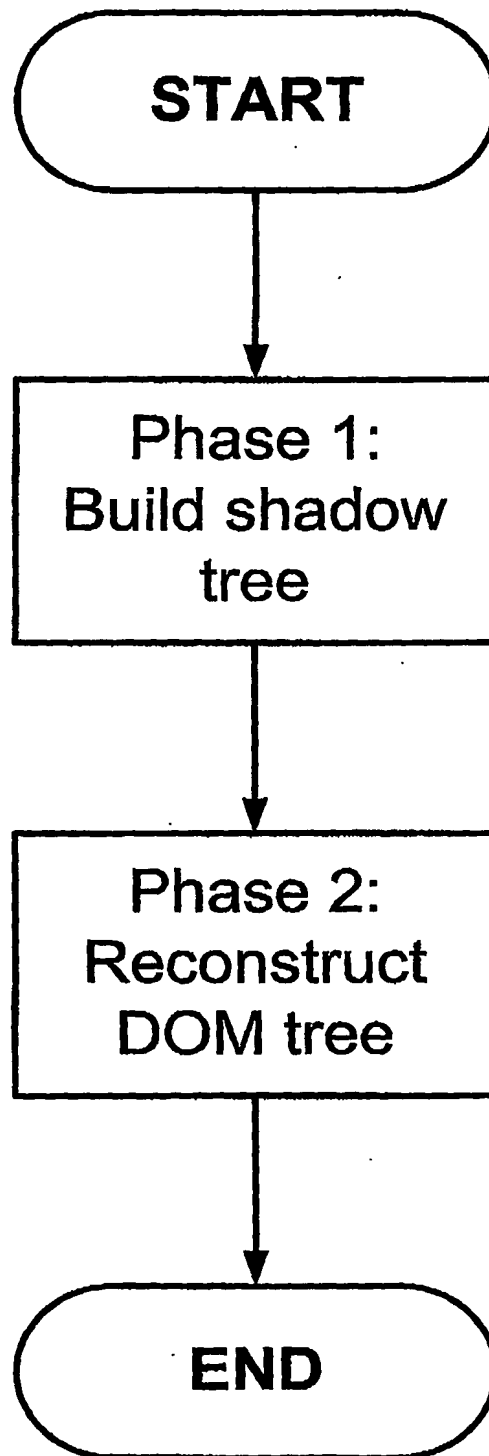 START
Phase 1:
Build shadow
tree
Phase 2:
Reconstruct
DOM tree
END